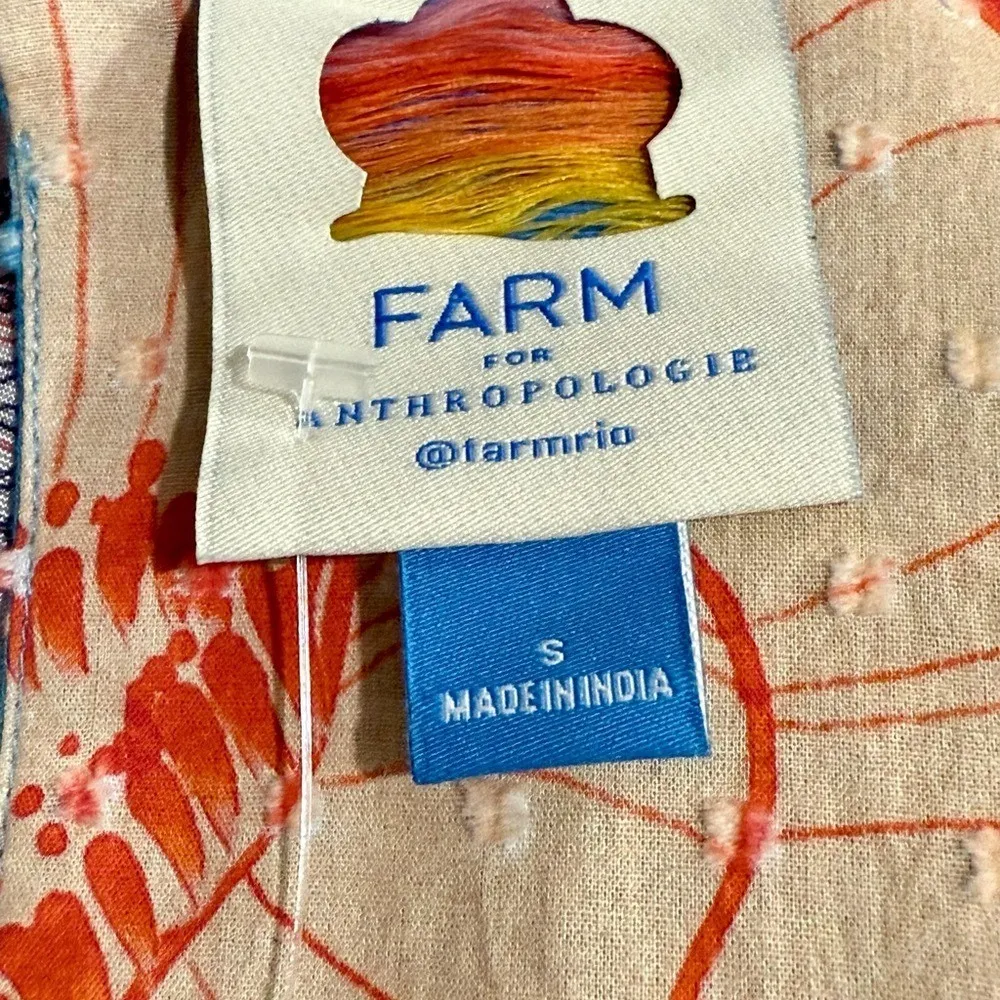 FARM
FOR
ANTHROPOLOGIE
@farmrio
S
MADE IN INDIA